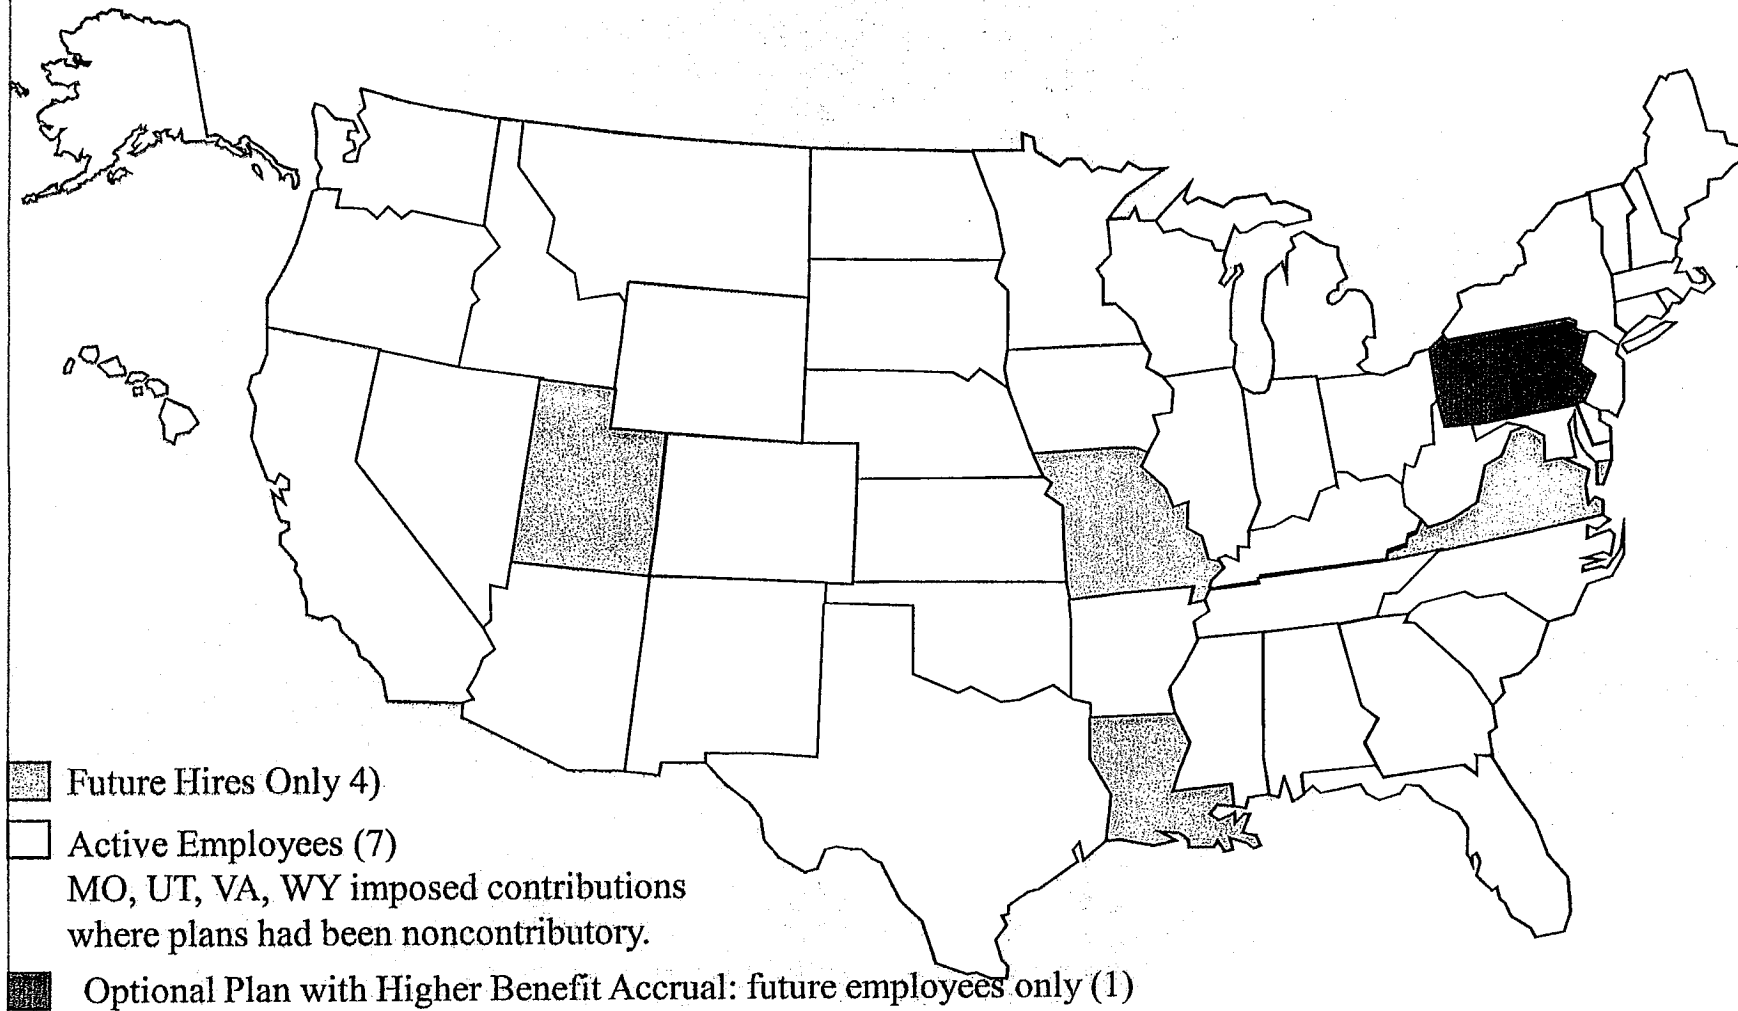 Future Hires Only 4)
Active Employees (7)
MO, UT, VA, WY imposed contributions
where plans had been noncontributory.
Optional Plan with Higher Benefit Accrual: future employees only (1)